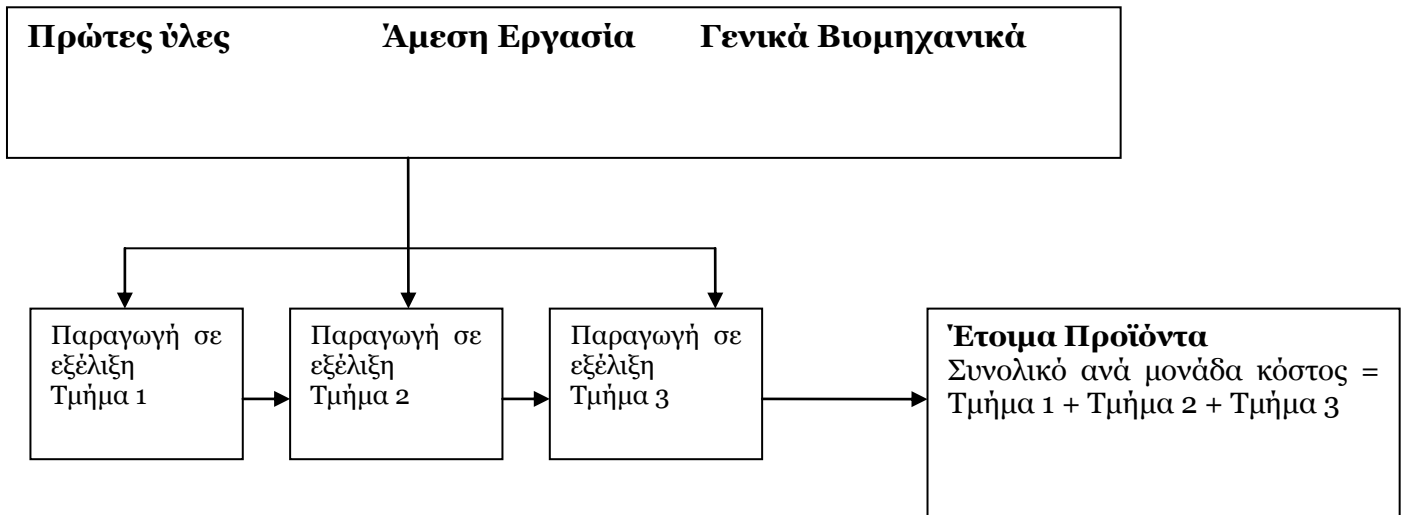 Πρώτες ύλες Άμεση Εργασία Γενικά Βιομηχανικά
Παραγωγή σε
εξέλιξη
Τμήμα 1
Παραγωγή σε
εξέλιξη
Τμήμα 2
Παραγωγή σε
εξέλιξη
Τμήμα 3
Έτοιμα Προϊόντα
Συνολικό ανά μονάδα κόστος =
Τμήμα 1 + Τμήμα 2 + Τμήμα 3